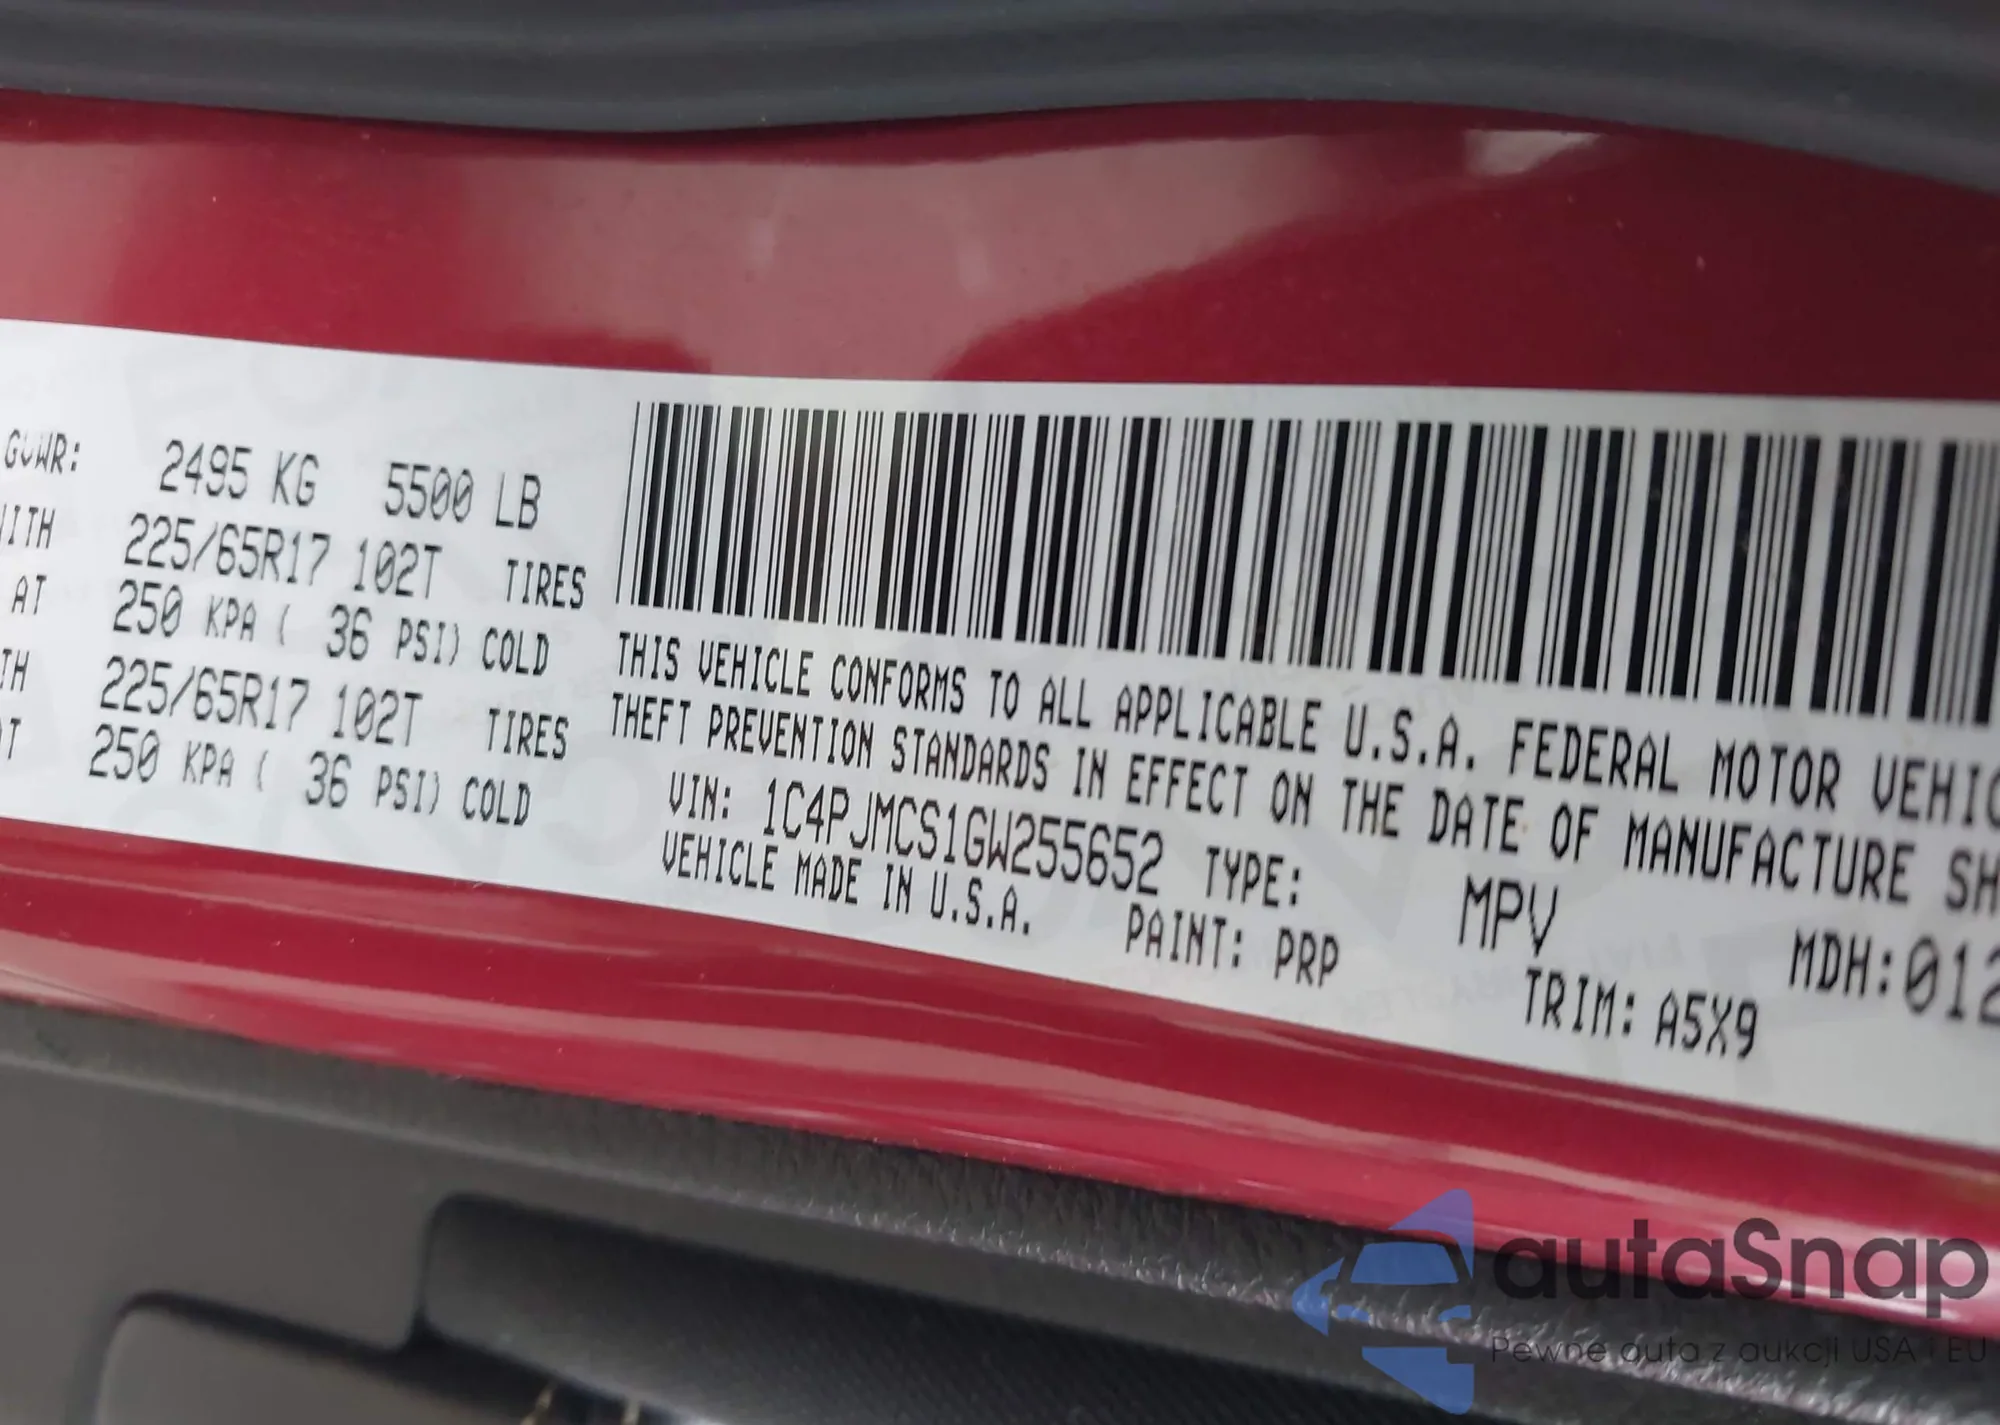 GVWR: 2495 KG 5500 LB
WITH 225/65R17 102T TIRES
AT 250 KPA ( 36 PSI) COLD
TH 225/65R17 102T TIRES
AT 250 KPA ( 36 PSI) COLD
THIS VEHICLE CONFORMS TO ALL APPLICABLE U.S.A. FEDERAL MOTOR VEHIC
THEFT PREVENTION STANDARDS IN EFFECT ON THE DATE OF MANUFACTURE SH
VIN: 1C4PJMCS1GW255652 TYPE: MPV MDH:012
VEHICLE MADE IN U.S.A. PAINT: PRP TRIM: A5X9
autaSnap
Pewne auta z aukcji USA i EU